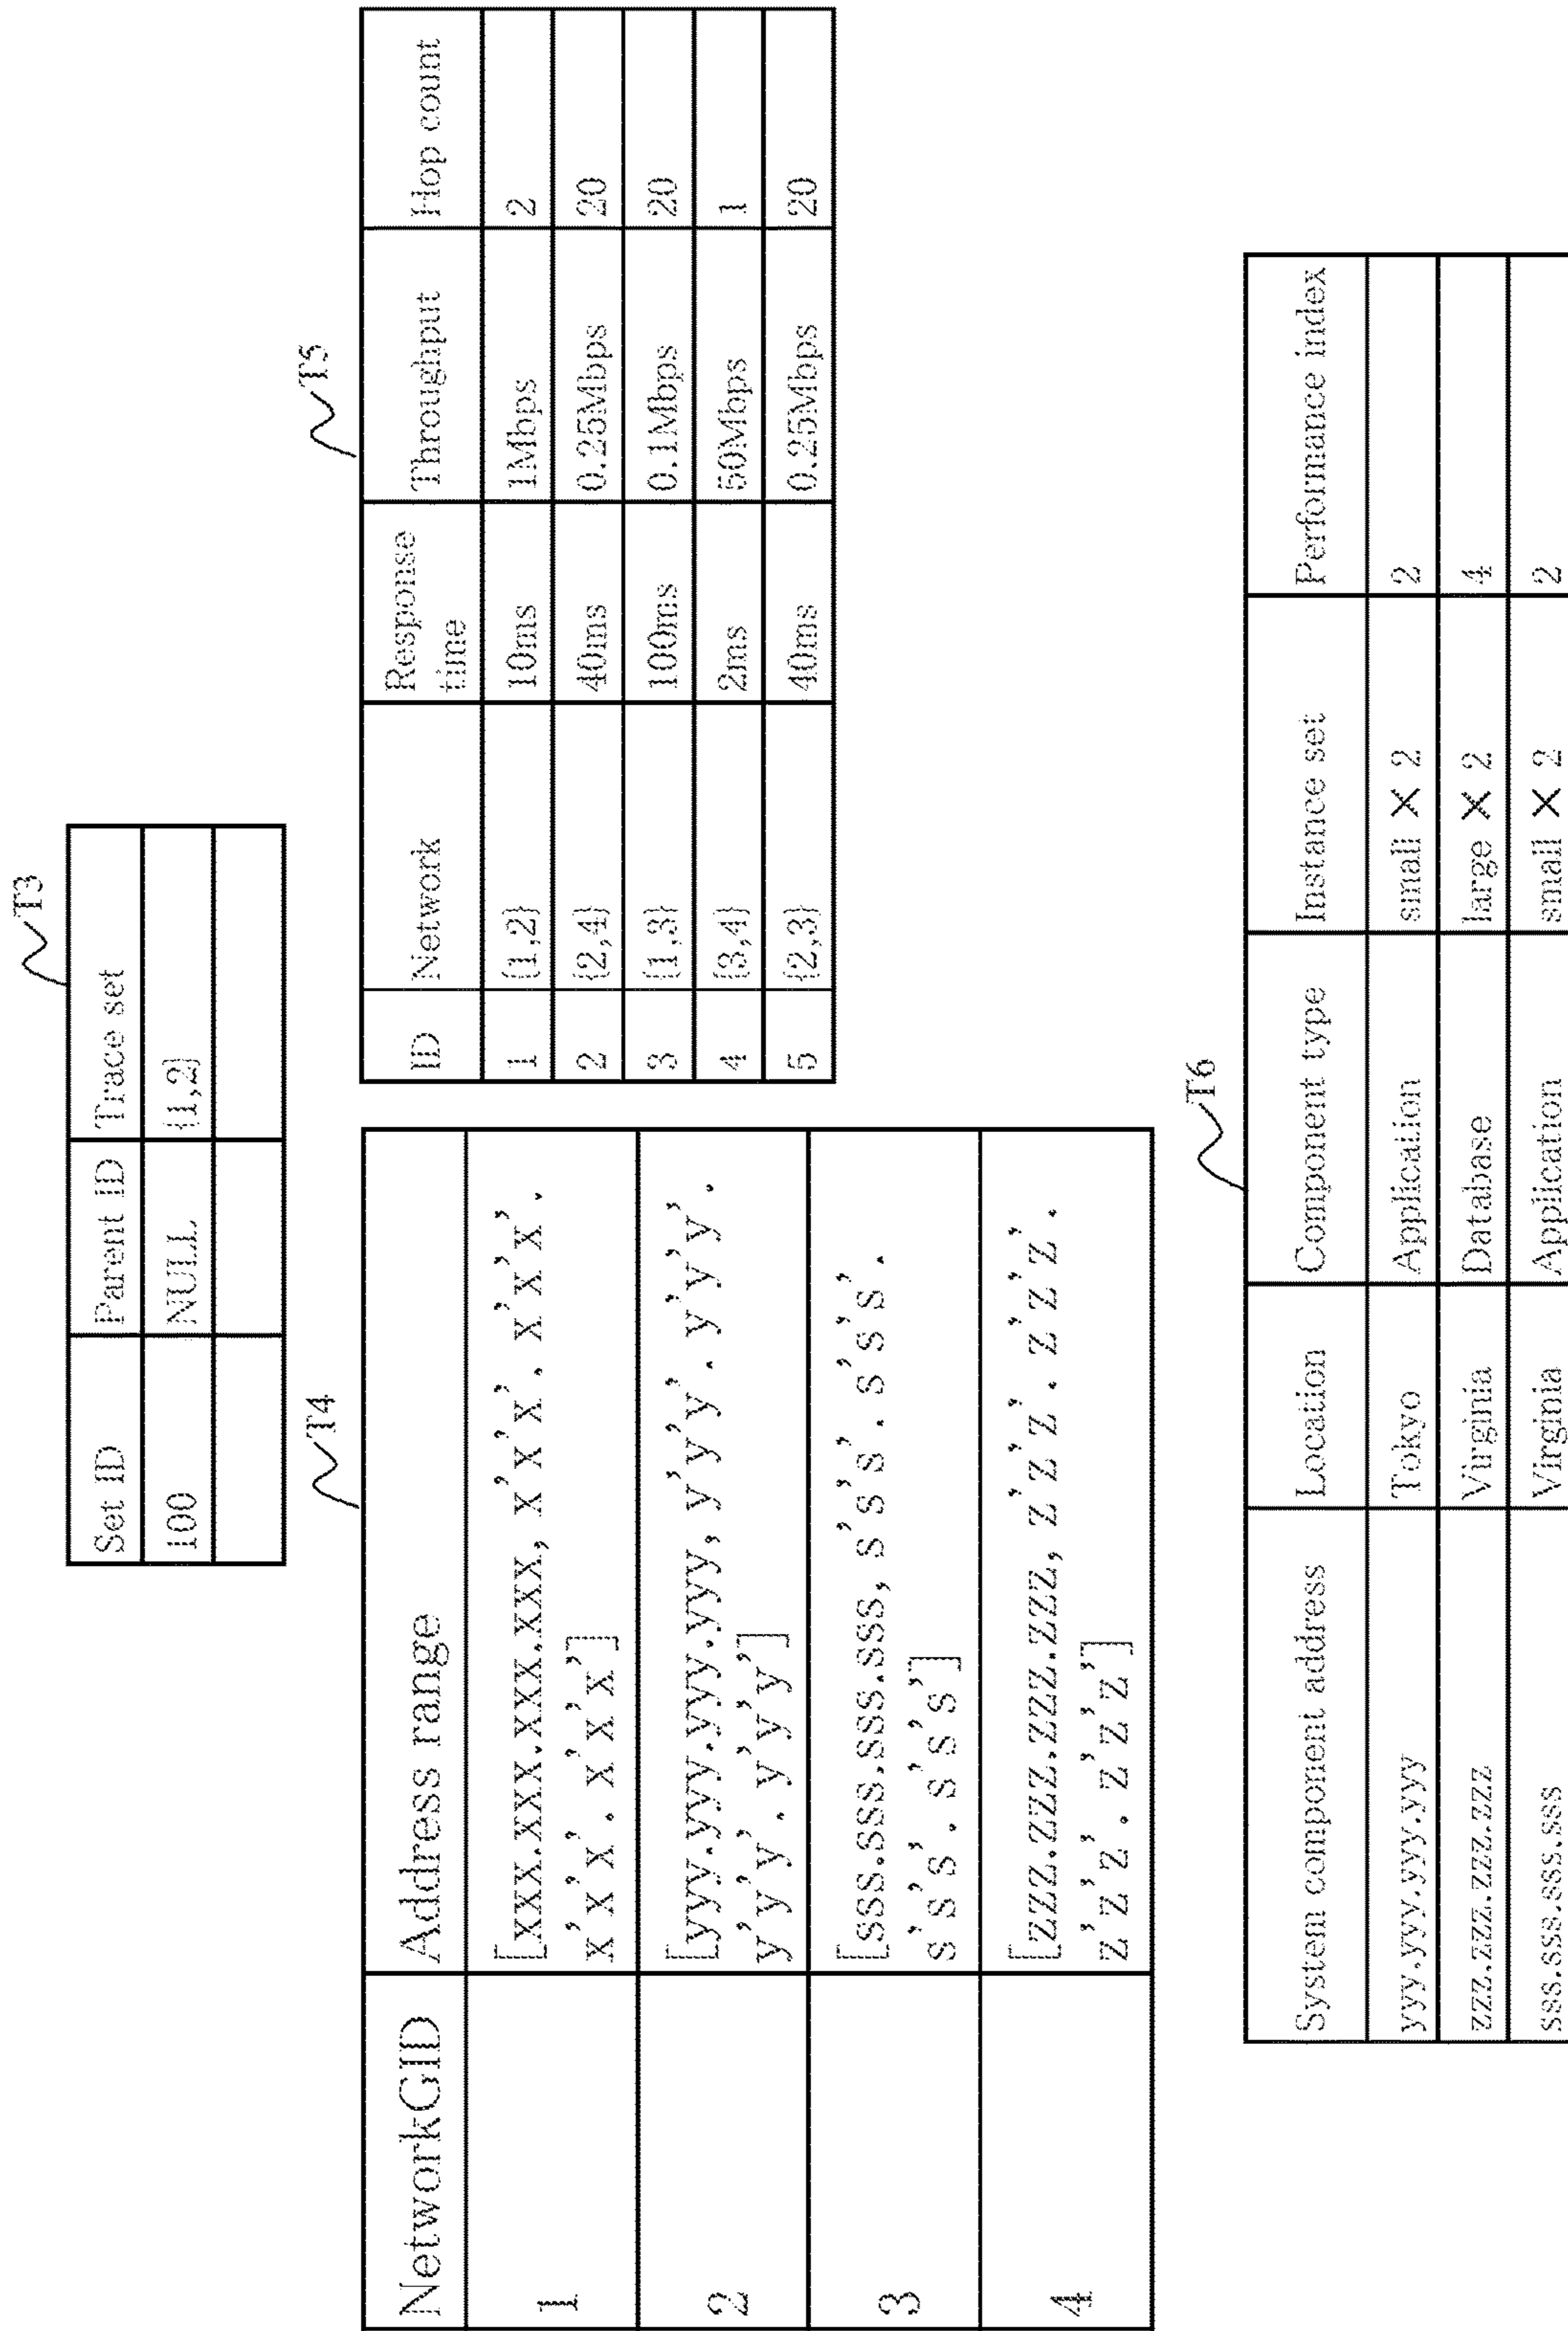 T3
Set ID Parent ID Trace set
100 NULL {1,2}
T4
NetworkGID Address range
1 [xxx.xxx.xxx.xxx, x'x'x'. x'x'x'.
x'x'x'. x'x'x']
2 [yyy.yyy.yyy.yyy, y'y'y'. y'y'y'.
y'y'y'. y'y'y']
3 [sss.sss.sss.sss, s's's'. s's's'.
s's's'. s's's']
4 [zzz.zzz.zzz.zzz, z'z'z'. z'z'z'.
z'z'z'. z'z'z']
T5
ID Network Response
time Throughput Hop count
1 {1,2} 10ms 1Mbps 2
2 {2,4} 40ms 0.25Mbps 20
3 {1,3} 100ms 0.1Mbps 20
4 {3,4} 2ms 50Mbps 1
5 {2,3} 40ms 0.25Mbps 20
T6
System component address Location Component type Instance set Performance index
yyy.yyy.yyy.yyy Tokyo Application small × 2 2
zzz.zzz.zzz.zzz Virginia Database large × 2 4
sss.sss.sss.sss Virginia Application small × 2 2